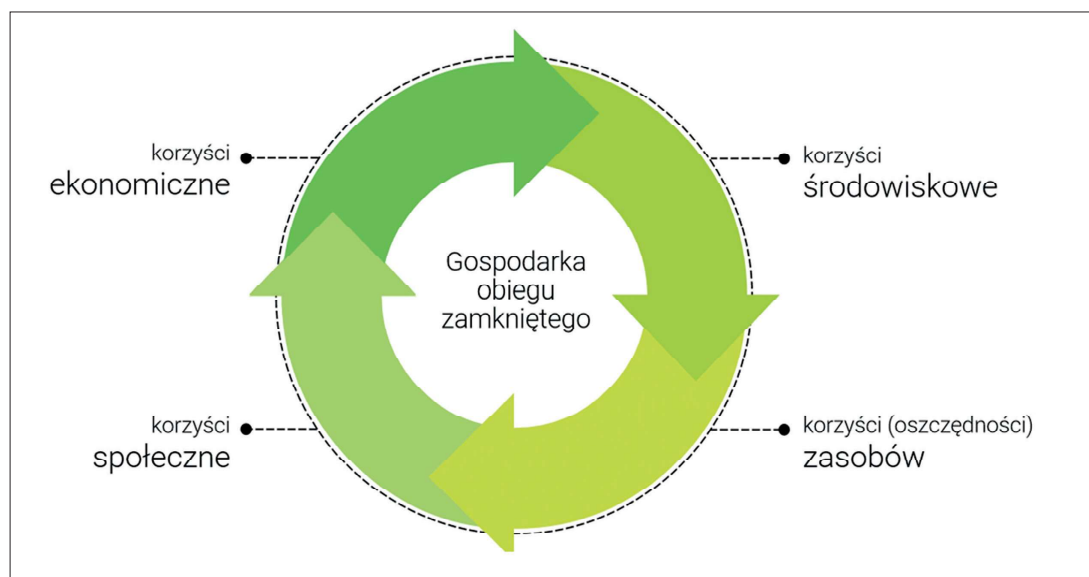 korzyści
ekonomiczne
korzyści
środowiskowe
Gospodarka
obiegu
zamkniętego
korzyści
społeczne
korzyści (oszczędności)
zasobów